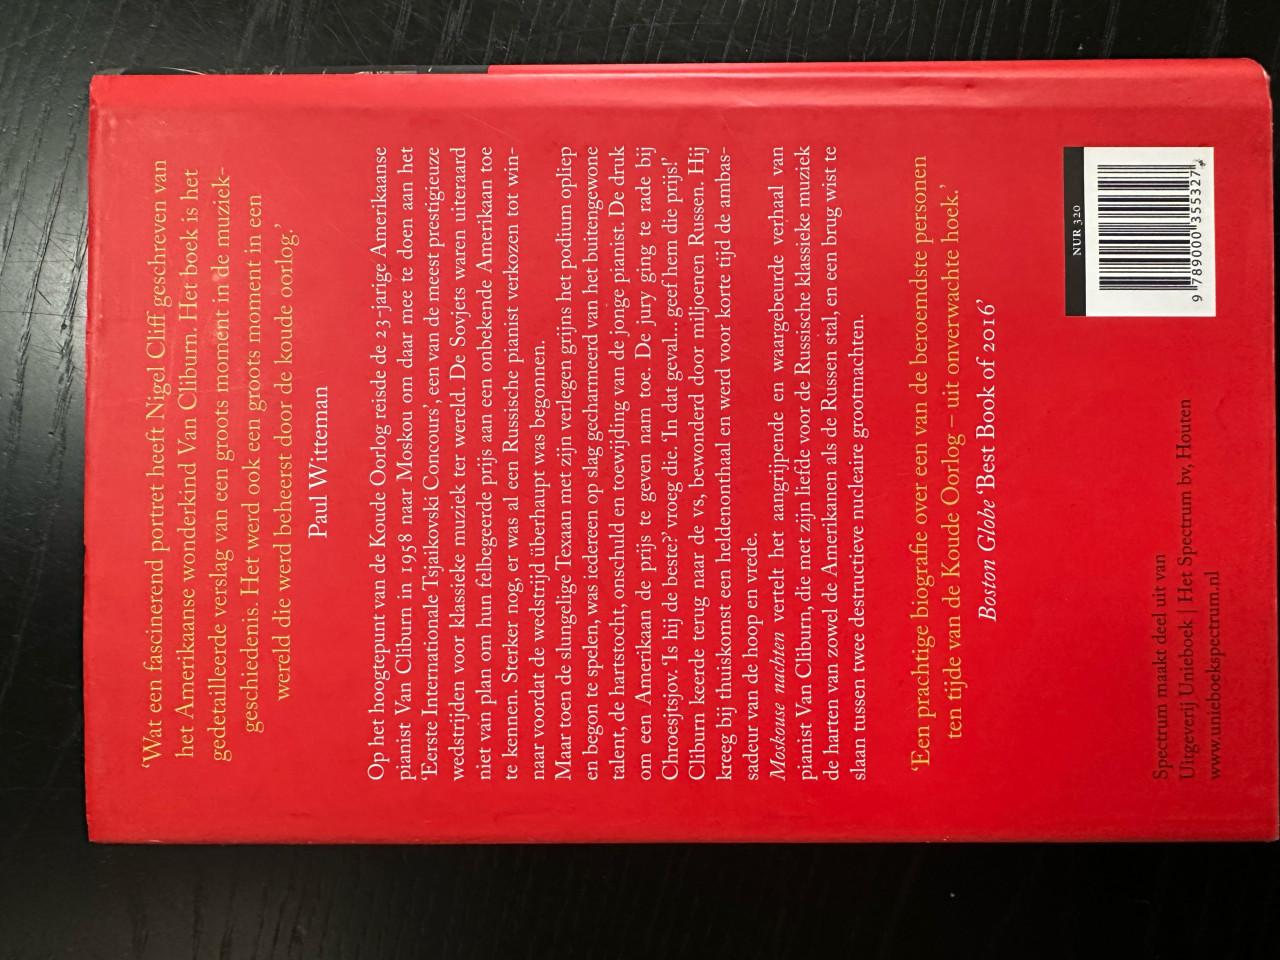 ‘Wat een fascinerend portret heeft Nigel Cliff geschreven van
het Amerikaanse wonderkind Van Cliburn. Het boek is het
gedetailleerde verslag van een groots moment in de muziek-
geschiedenis. Het werd ook een groots moment in een
wereld die werd beheerst door de koude oorlog.’
Paul Witteman
Op het hoogtepunt van de Koude Oorlog reisde de 23-jarige Amerikaanse
pianist Van Cliburn in 1958 naar Moskou om daar mee te doen aan het
‘Eerste Internationale Tsjaikovski Concours’, een van de meest prestigieuze
wedstrijden voor klassieke muziek ter wereld. De Sovjets waren uiteraard
niet van plan om hun felbegeerde prijs aan een onbekende Amerikaan toe
te kennen. Sterker nog, er was al een Russische pianist verkozen tot win-
naar voordat de wedstrijd überhaupt was begonnen.
Maar toen de slungelige Texaan met zijn verlegen grijns het podium opliep
en begon te spelen, was iedereen op slag gecharmeerd van het buitengewone
talent, de hartstocht, onschuld en toewijding van de jonge pianist. De druk
om een Amerikaan de prijs te geven nam toe. De jury ging te rade bij
Chroesjtsjov. ‘Is hij de beste?’ vroeg die. ‘In dat geval... geef hem die prijs!’
Cliburn keerde terug naar de vs, bewonderd door miljoenen Russen. Hij
kreeg bij thuiskomst een heldenonthaal en werd voor korte tijd de ambas-
sadeur van de hoop en vrede.
Moskouse nachten vertelt het aangrijpende en waargebeurde verhaal van
pianist Van Cliburn, die met zijn liefde voor de Russische klassieke muziek
de harten van zowel de Amerikanen als de Russen stal, en een brug wist te
slaan tussen twee destructieve nucleaire grootmachten.
‘Een prachtige biografie over een van de beroemdste personen
ten tijde van de Koude Oorlog – uit onverwachte hoek.’
Boston Globe ‘Best Book of 2016’
Spectrum maakt deel uit van
Uitgeverij Unieboek | Het Spectrum bv, Houten
www.unieboekspectrum.nl
NUR 320
9 789000 355327